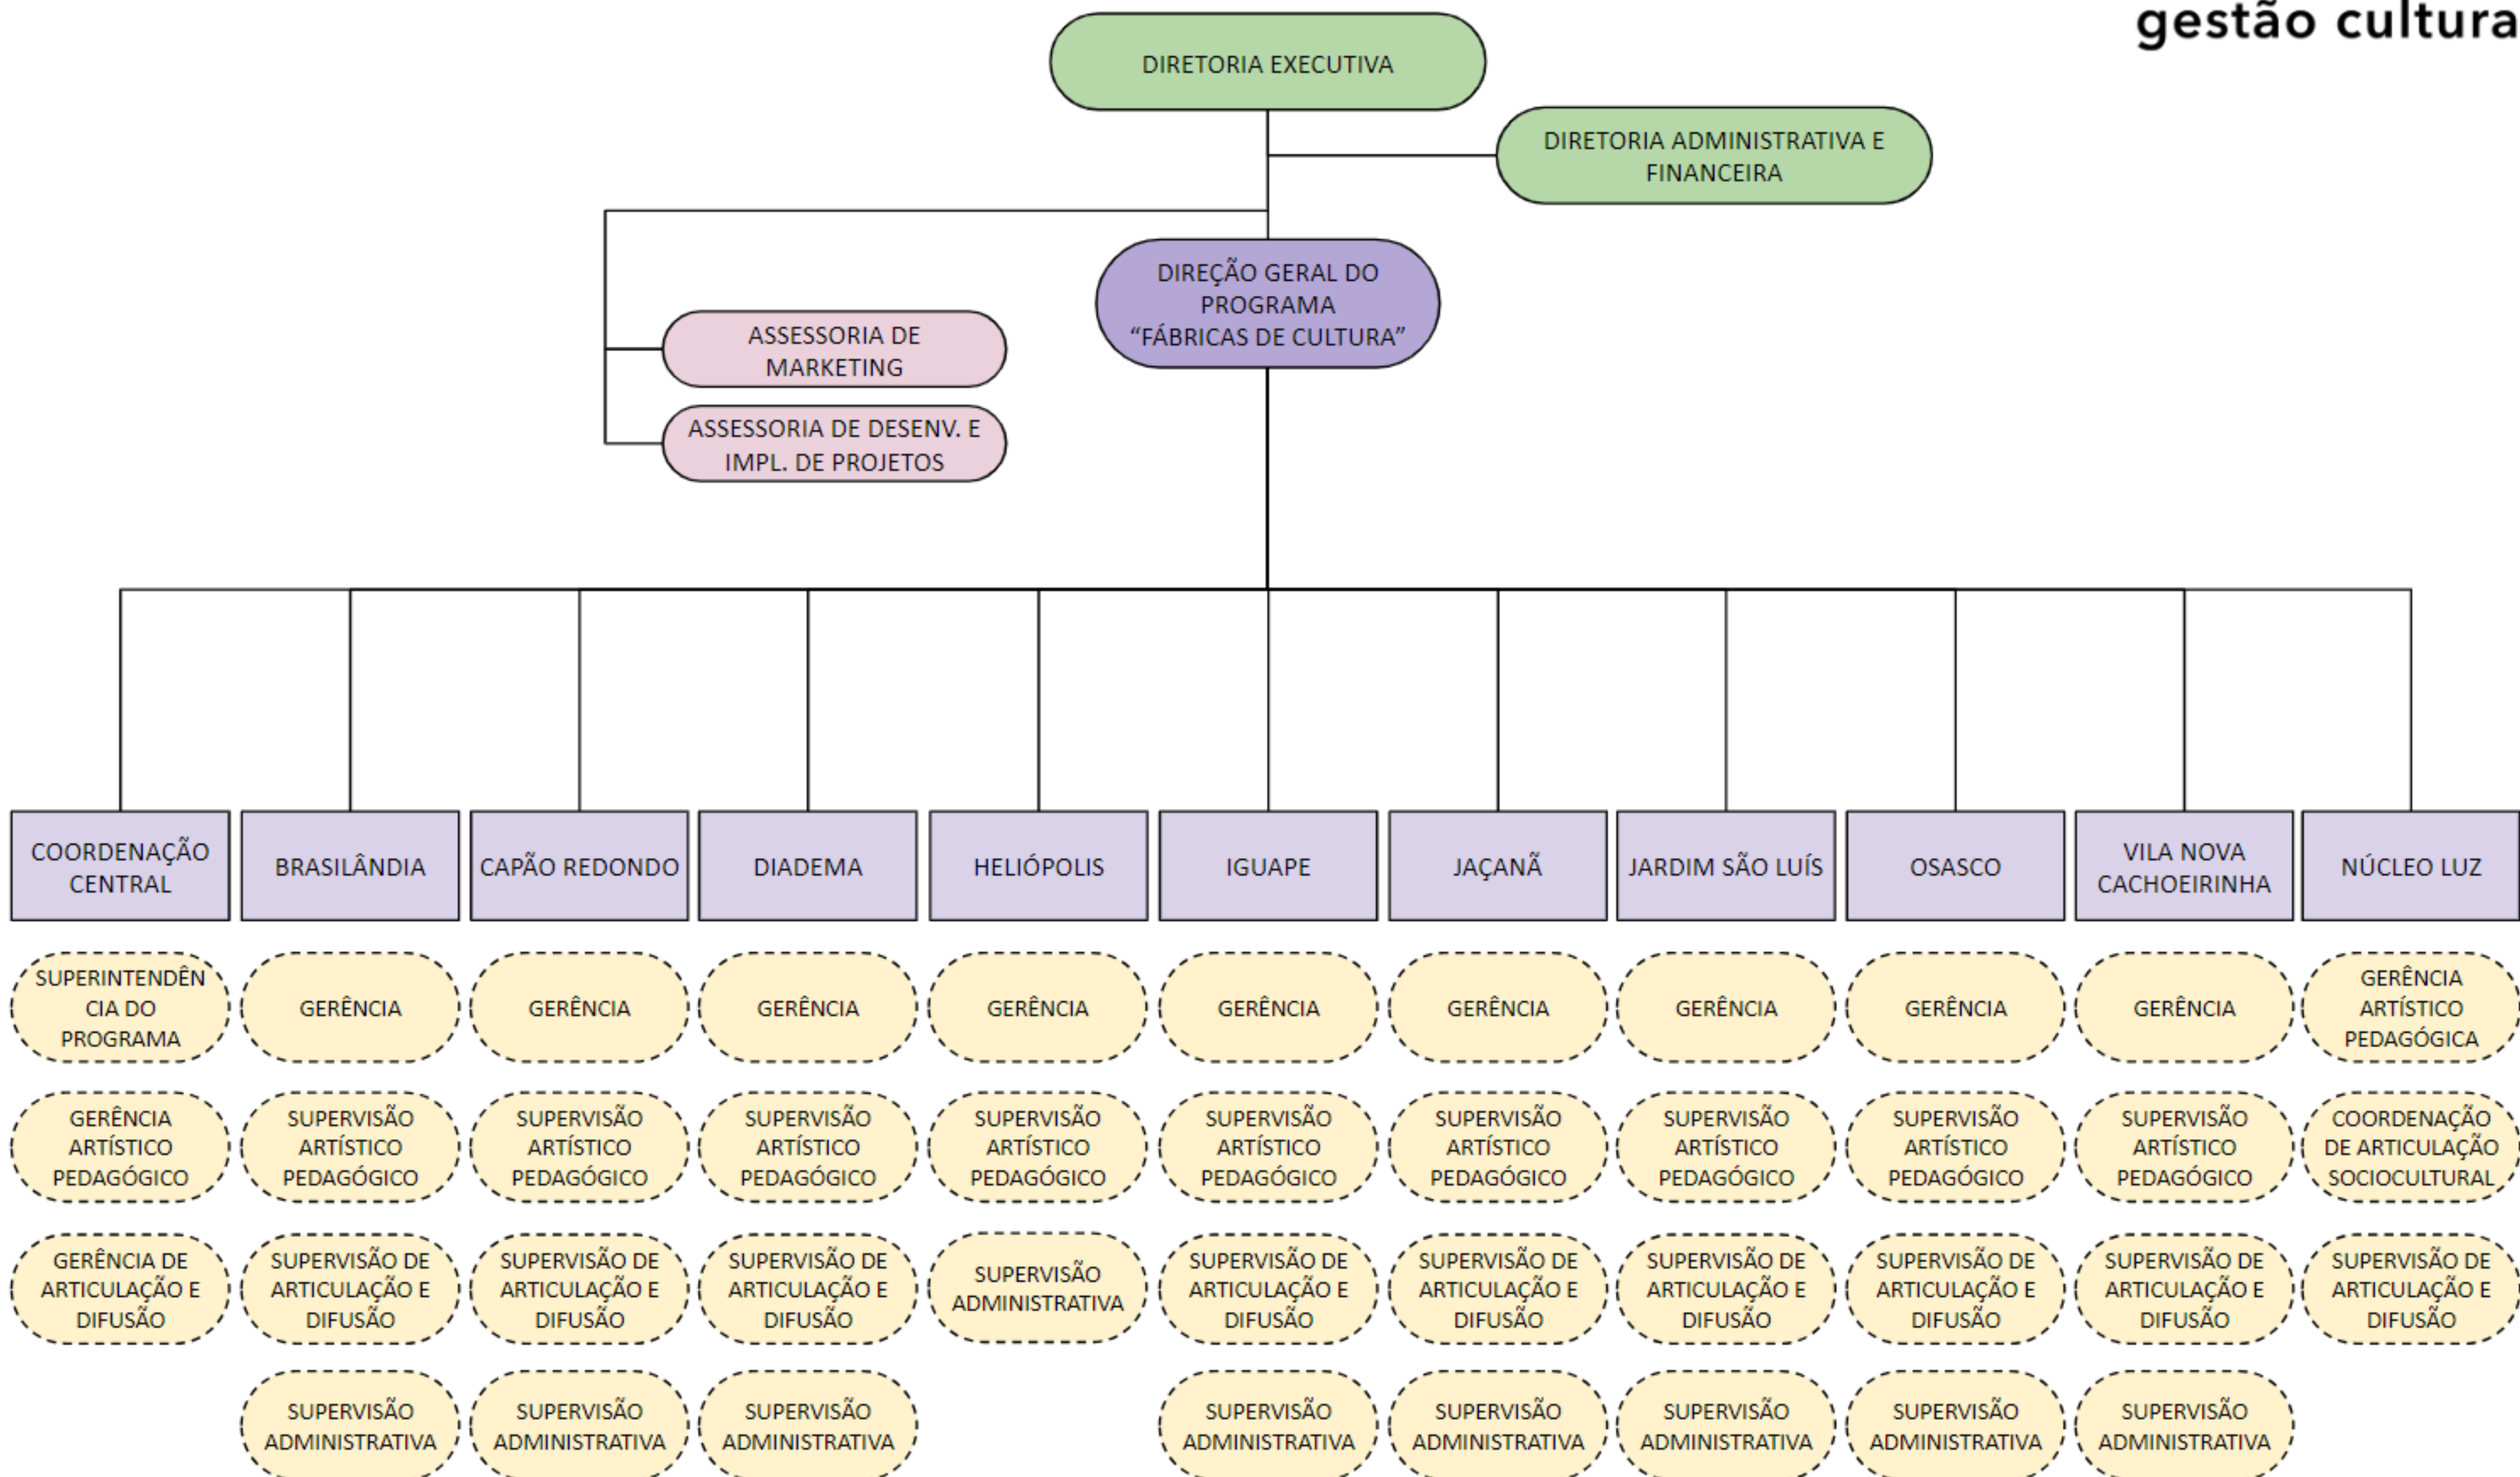 gestão cultura
DIRETORIA EXECUTIVA
DIRETORIA ADMINISTRATIVA E
FINANCEIRA
DIREÇÃO GERAL DO
PROGRAMA
“FÁBRICAS DE CULTURA”
ASSESSORIA DE
MARKETING
ASSESSORIA DE DESENV. E
IMPL. DE PROJETOS
COORDENAÇÃO
CENTRAL
BRASILÂNDIA
CAPÃO REDONDO
DIADEMA
HELIÓPOLIS
IGUAPE
JAÇANÃ
JARDIM SÃO LUÍS
OSASCO
VILA NOVA
CACHOEIRINHA
NÚCLEO LUZ
SUPERINTENDÊN
CIA DO
PROGRAMA
GERÊNCIA
GERÊNCIA
GERÊNCIA
GERÊNCIA
GERÊNCIA
GERÊNCIA
GERÊNCIA
GERÊNCIA
GERÊNCIA
GERÊNCIA
ARTÍSTICO
PEDAGÓGICA
GERÊNCIA
ARTÍSTICO
PEDAGÓGICO
SUPERVISÃO
ARTÍSTICO
PEDAGÓGICO
SUPERVISÃO
ARTÍSTICO
PEDAGÓGICO
SUPERVISÃO
ARTÍSTICO
PEDAGÓGICO
SUPERVISÃO
ARTÍSTICO
PEDAGÓGICO
SUPERVISÃO
ARTÍSTICO
PEDAGÓGICO
SUPERVISÃO
ARTÍSTICO
PEDAGÓGICO
SUPERVISÃO
ARTÍSTICO
PEDAGÓGICO
SUPERVISÃO
ARTÍSTICO
PEDAGÓGICO
SUPERVISÃO
ARTÍSTICO
PEDAGÓGICO
COORDENAÇÃO
DE ARTICULAÇÃO
SOCIOCULTURAL
GERÊNCIA DE
ARTICULAÇÃO E
DIFUSÃO
SUPERVISÃO DE
ARTICULAÇÃO E
DIFUSÃO
SUPERVISÃO DE
ARTICULAÇÃO E
DIFUSÃO
SUPERVISÃO DE
ARTICULAÇÃO E
DIFUSÃO
SUPERVISÃO
ADMINISTRATIVA
SUPERVISÃO DE
ARTICULAÇÃO E
DIFUSÃO
SUPERVISÃO DE
ARTICULAÇÃO E
DIFUSÃO
SUPERVISÃO DE
ARTICULAÇÃO E
DIFUSÃO
SUPERVISÃO DE
ARTICULAÇÃO E
DIFUSÃO
SUPERVISÃO DE
ARTICULAÇÃO E
DIFUSÃO
SUPERVISÃO DE
ARTICULAÇÃO E
DIFUSÃO
SUPERVISÃO
ADMINISTRATIVA
SUPERVISÃO
ADMINISTRATIVA
SUPERVISÃO
ADMINISTRATIVA
SUPERVISÃO
ADMINISTRATIVA
SUPERVISÃO
ADMINISTRATIVA
SUPERVISÃO
ADMINISTRATIVA
SUPERVISÃO
ADMINISTRATIVA
SUPERVISÃO
ADMINISTRATIVA